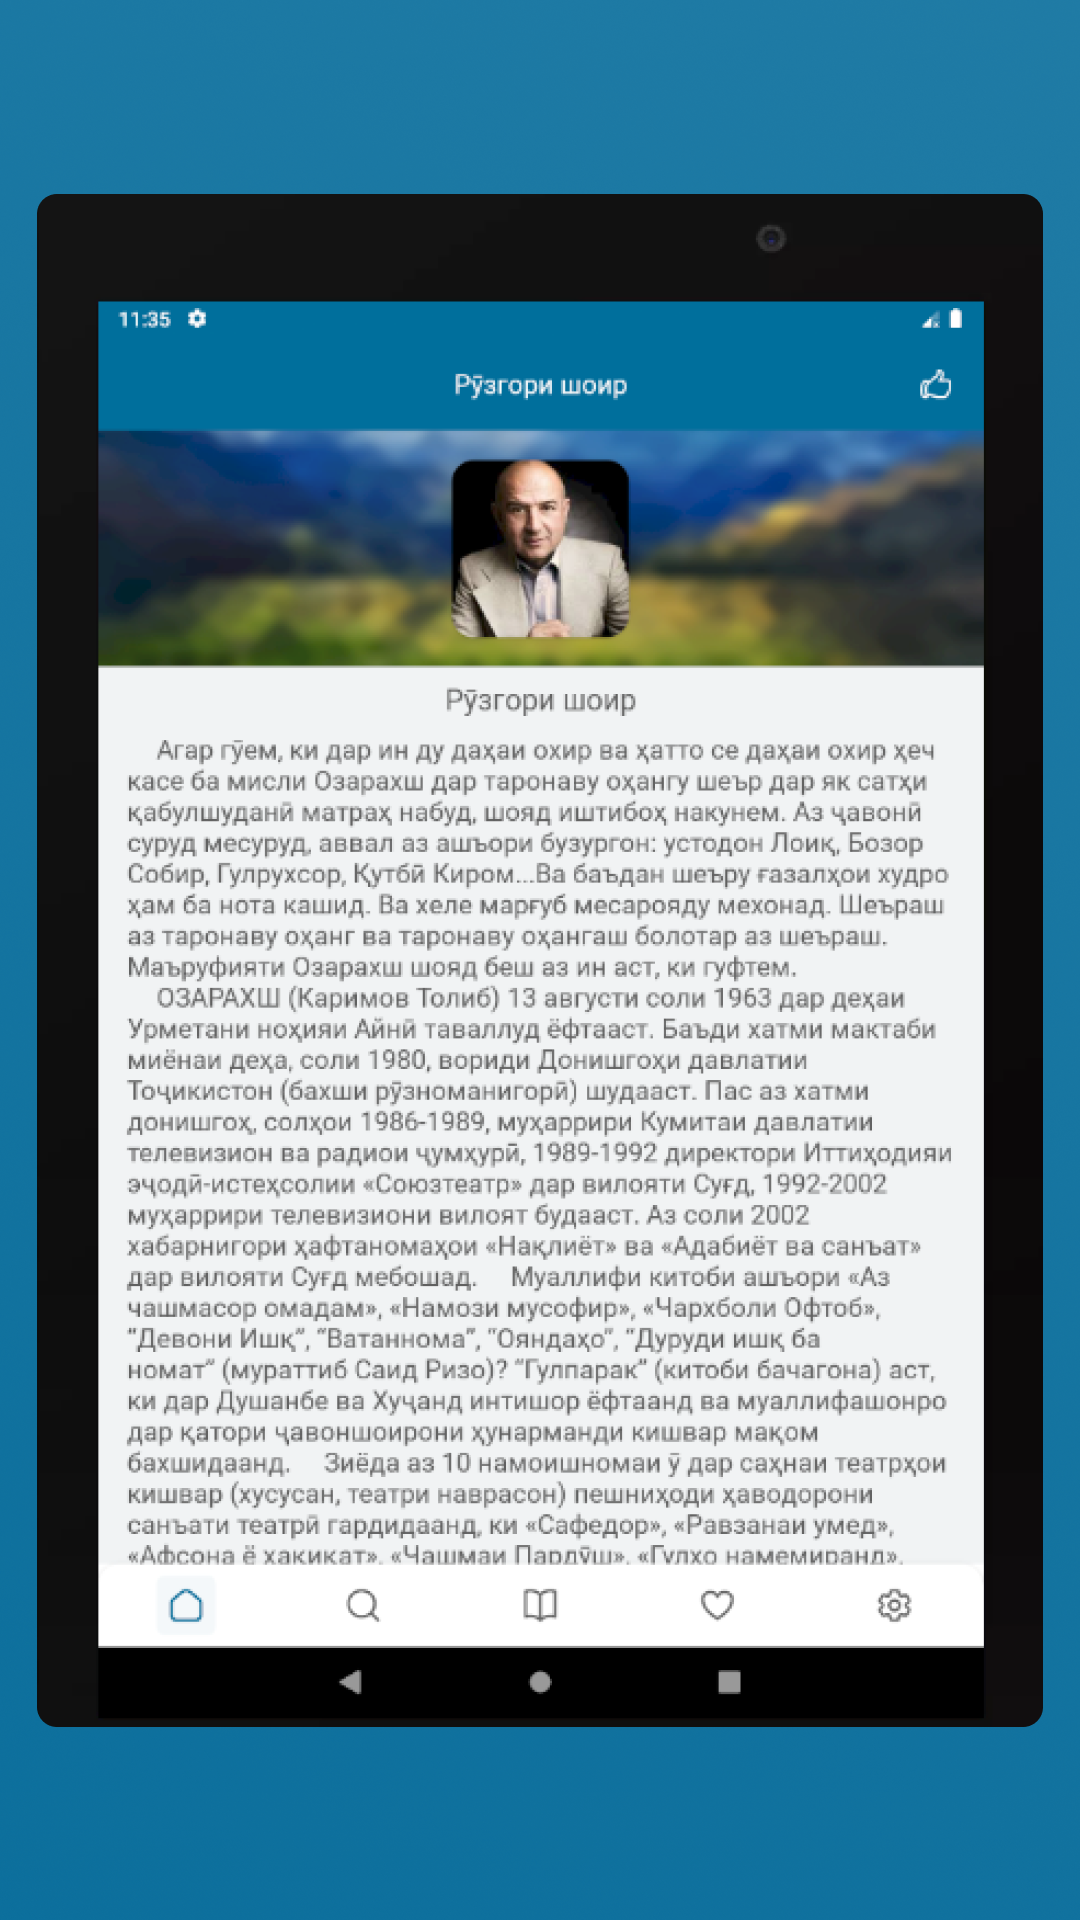 11:35
Рӯзгори шоир
Рӯзгори шоир
Агар гӯем, ки дар ин ду даҳаи охир ва ҳатто се даҳаи охир ҳеч
касе ба мисли Озарахш дар таронаву оҳангу шеър дар як сатҳи
қабулшуданӣ матраҳ набуд, шояд иштибоҳ накунем. Аз ҷавонӣ
суруд месуруд, аввал аз ашъори бузургон: устодон Лоиқ, Бозор
Собир, Гулрухсор, Қутбӣ Киром...Ва баъдан шеъру ғазалҳои худро
ҳам ба нота кашид. Ва хеле марғуб месарояду мехонад. Шеъраш
аз таронаву оҳанг ва таронаву оҳангаш болотар аз шеъраш.
Маъруфияти Озарахш шояд беш аз ин аст, ки гуфтем.
ОЗАРАХШ (Каримов Толиб) 13 августи соли 1963 дар деҳаи
Урметани ноҳияи Айнӣ таваллуд ёфтааст. Баъди хатми мактаби
миёнаи деҳа, соли 1980, вориди Донишгоҳи давлатии
Тоҷикистон (бахши рӯзноманигорӣ) шудааст. Пас аз хатми
донишгоҳ, солҳои 1986-1989, муҳаррири Кумитаи давлатии
телевизион ва радиои ҷумҳурӣ, 1989-1992 директори Иттиҳодияи
эҷодӣ-истеҳсолии «Союзтеатр» дар вилояти Суғд, 1992-2002
муҳаррири телевизиони вилоят будааст. Аз соли 2002
хабарнигори ҳафтаномаҳои «Нақлиёт» ва «Адабиёт ва санъат»
дар вилояти Суғд мебошад. Муаллифи китоби ашъори «Аз
чашмасор омадам», «Намози мусофир», «Чархболи Офтоб»,
“Девони Ишқ”, “Ватаннома”, “Ояндаҳо”, “Дуруди ишқ ба
номат” (мураттиб Саид Ризо)? “Гулпарак” (китоби бачагона) аст,
ки дар Душанбе ва Хуҷанд интишор ёфтаанд ва муаллифашонро
дар қатори ҷавоншоирони ҳунарманди кишвар мақом
бахшидаанд. Зиёда аз 10 намоишномаи ӯ дар саҳнаи театрҳои
кишвар (хусусан, театри наврасон) пешниҳоди ҳаводорони
санъати театрӣ гардидаанд, ки «Сафедор», «Равзанаи умед»,
«Афсона ё ҳақиқат», «Чашмаи Пардӯш», «Гулҳо намемиранд»,